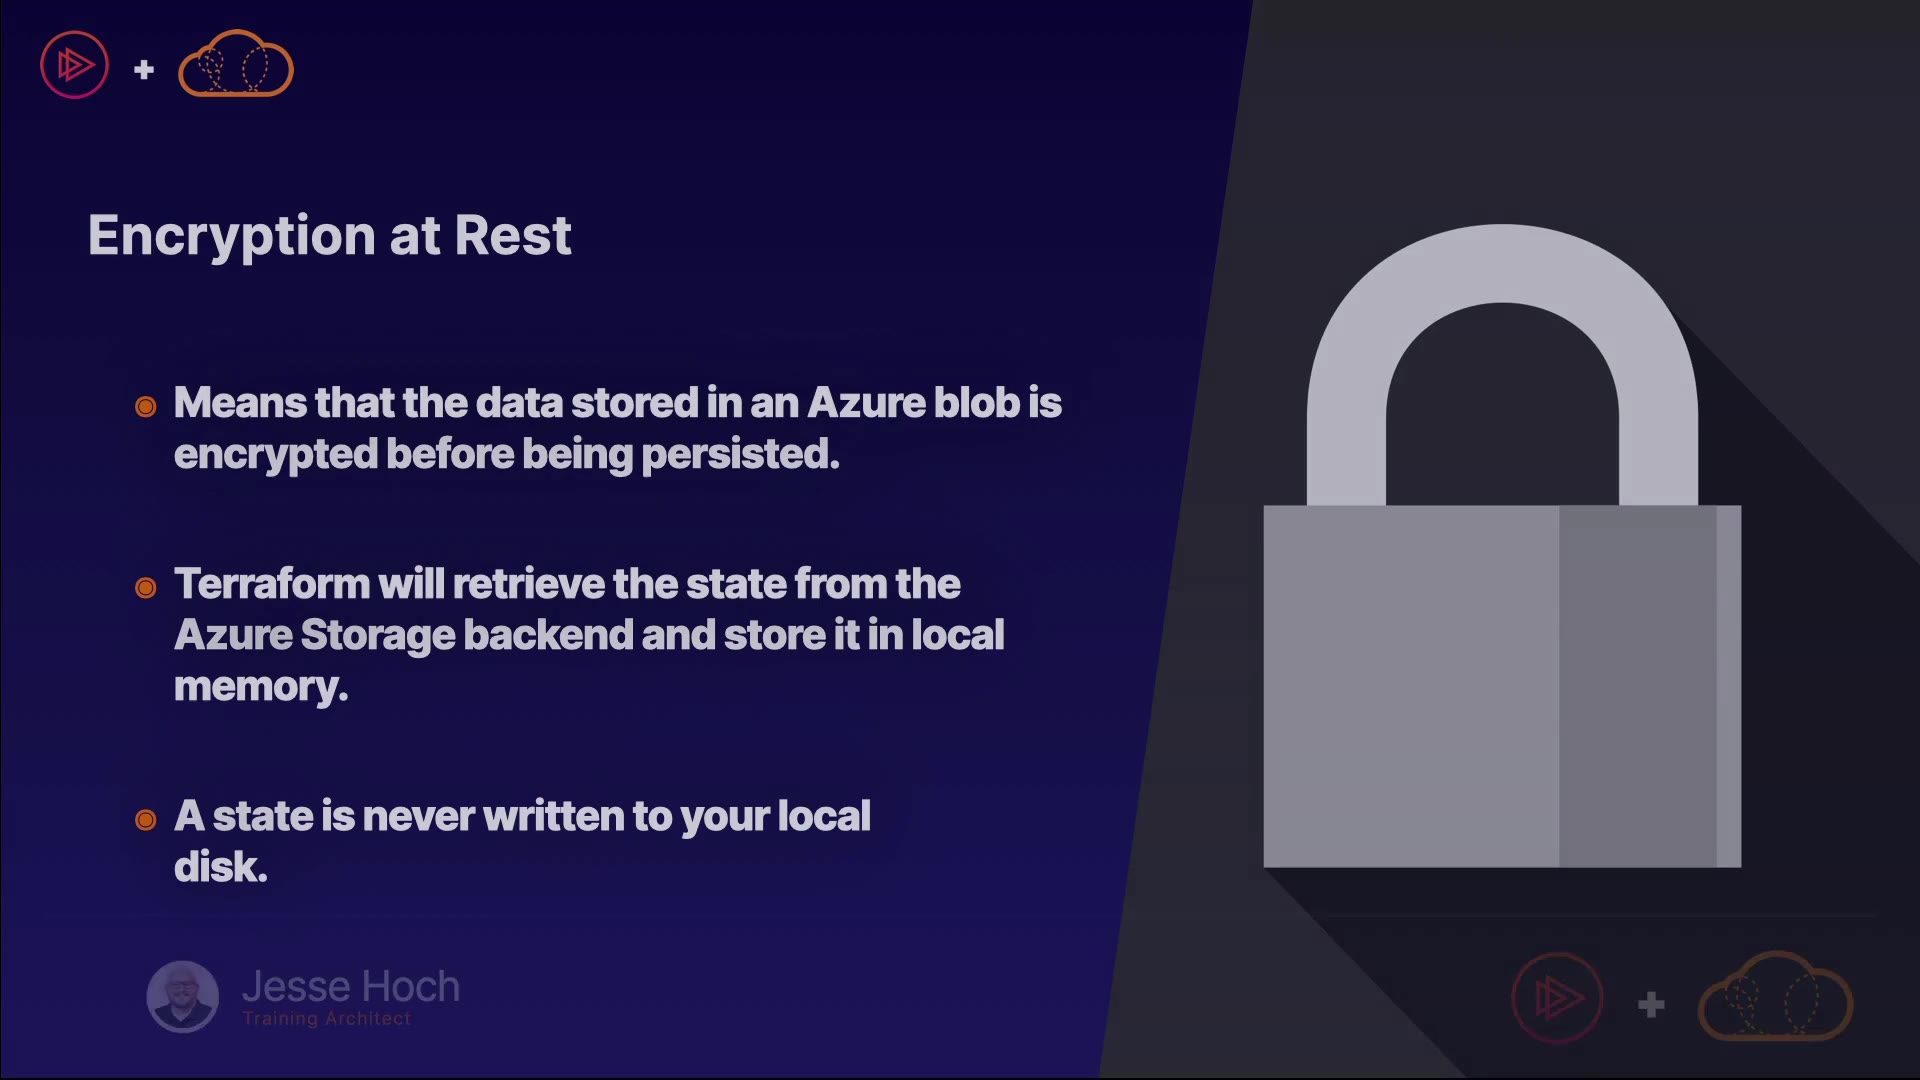 Encryption at Rest
Means that the data stored in an Azure blob is
encrypted before being persisted.
Terraform will retrieve the state from the
Azure Storage backend and store it in local
memory.
A state is never written to your local
disk.
Jesse Hoch
Training Architect